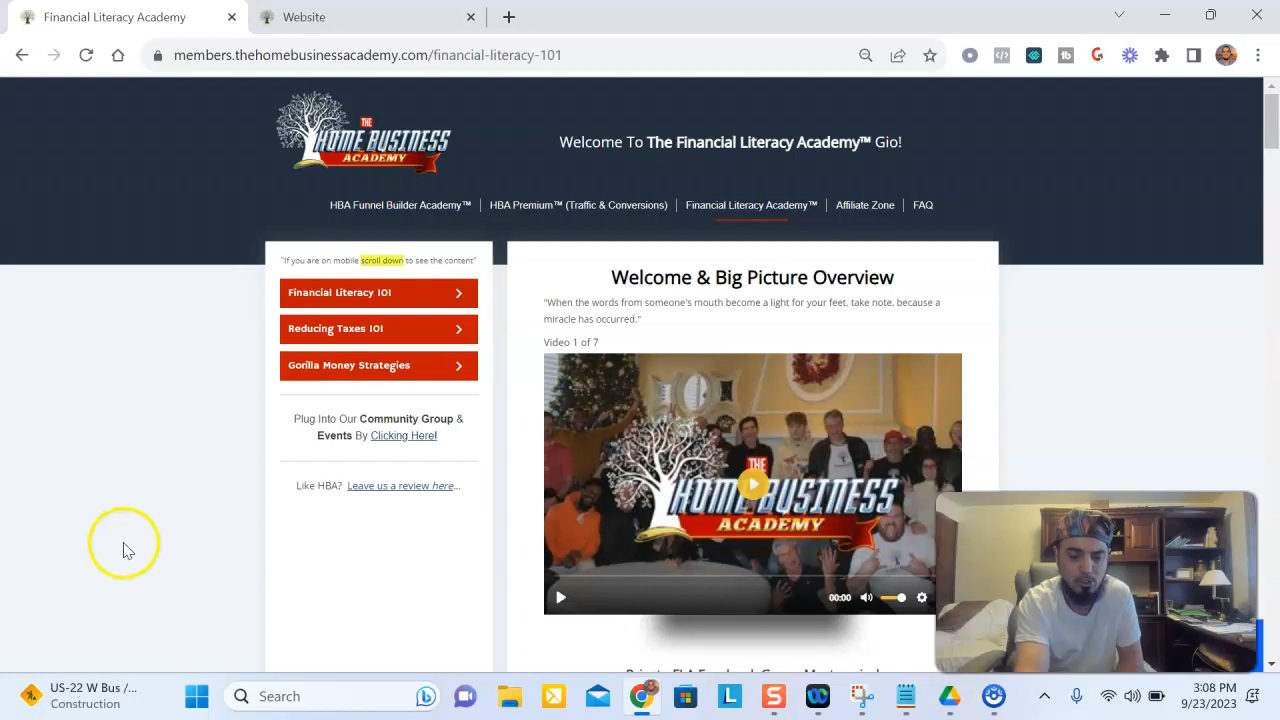 Financial Literacy Academy
Website
members.thehomebusinessacademy.com/financial-literacy-101
THE
HOME BUSINESS
ACADEMY
Welcome To The Financial Literacy Academy™ Gio!
HBA Funnel Builder Academy™ | HBA Premium™ (Traffic & Conversions) | Financial Literacy Academy™ | Affiliate Zone | FAQ
"If you are on mobile scroll down to see the content"
Financial Literacy 101
Reducing Taxes 101
Gorilla Money Strategies
Plug Into Our Community Group &
Events By Clicking Here!
Like HBA? Leave us a review here...
Welcome & Big Picture Overview
"When the words from someone's mouth become a light for your feet, take note, because a
miracle has occurred."
Video 1 of 7
THE
HOME BUSINESS
ACADEMY
00:00
US-22 W Bus /...
Construction
Search
3:08 PM
9/23/2023